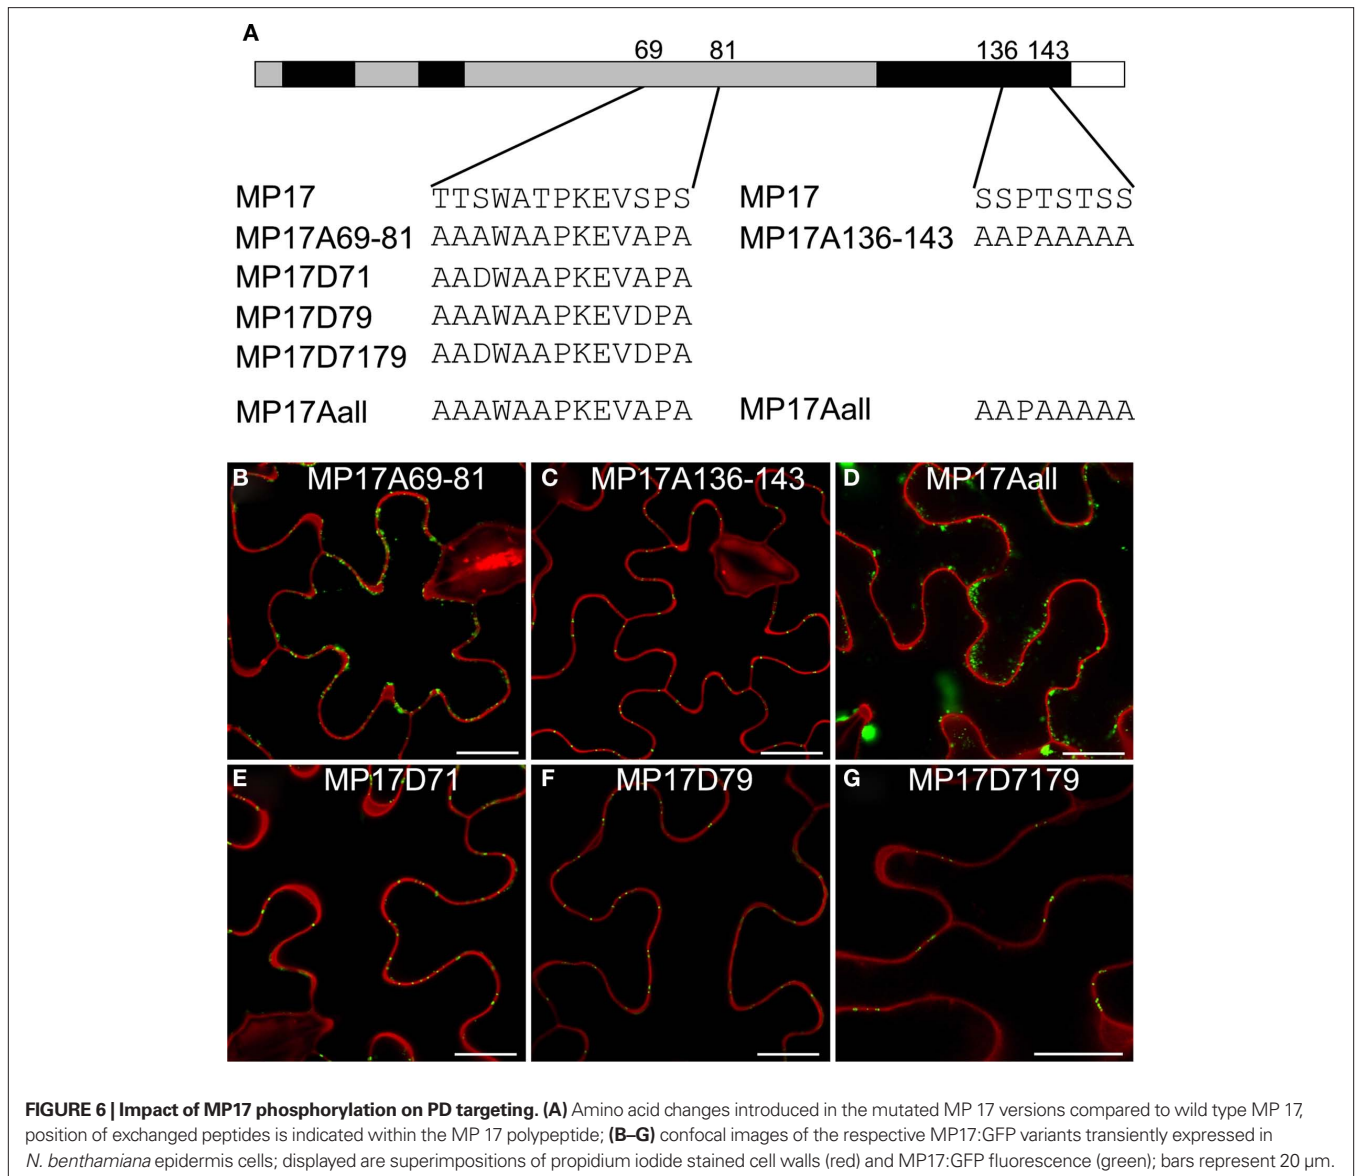 A
69 81 136 143
MP17 TTSWATPKEVSPS MP17 SSPTSTSS
MP17A69-81 AAAWAAPKEVAPA MP17A136-143 AAPAAAAA
MP17D71 AADWAAPKEVAPA
MP17D79 AAAWAAPKEVDPA
MP17D7179 AADWAAPKEVDPA
MP17Aall AAAWAAPKEVAPA MP17Aall AAPAAAAA
B MP17A69-81 C MP17A136-143 D MP17Aall
E MP17D71 F MP17D79 G MP17D7179
FIGURE 6 | Impact of MP17 phosphorylation on PD targeting. (A) Amino acid changes introduced in the mutated MP 17 versions compared to wild type MP 17,
position of exchanged peptides is indicated within the MP 17 polypeptide; (B–G) confocal images of the respective MP17:GFP variants transiently expressed in
N. benthamiana epidermis cells; displayed are superimpositions of propidium iodide stained cell walls (red) and MP17:GFP fluorescence (green); bars represent 20 μm.